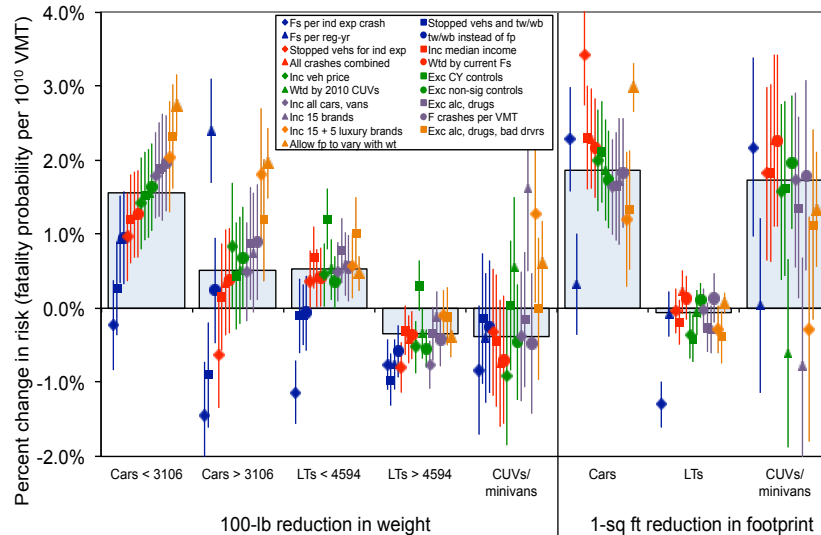 Percent change in risk (fatality probability per 10¹⁰ VMT)
4.0%
3.0%
2.0%
1.0%
0.0%
-1.0%
-2.0%
Fs per ind exp crash
Fs per reg-yr
Stopped vehs for ind exp
All crashes combined
Inc veh price
Wtd by 2010 CUVs
Inc all cars, vans
Inc 15 brands
Inc 15 + 5 luxury brands
Allow fp to vary with wt
Stopped vehs and tw/wb
tw/wb instead of fp
Inc median income
Wtd by current Fs
Exc CY controls
Exc non-sig controls
Exc alc, drugs
F crashes per VMT
Exc alc, drugs, bad drvrs
Cars < 3106
Cars > 3106
LTs < 4594
LTs > 4594
CUVs/
minivans
Cars
LTs
CUVs/
minivans
100-lb reduction in weight
1-sq ft reduction in footprint